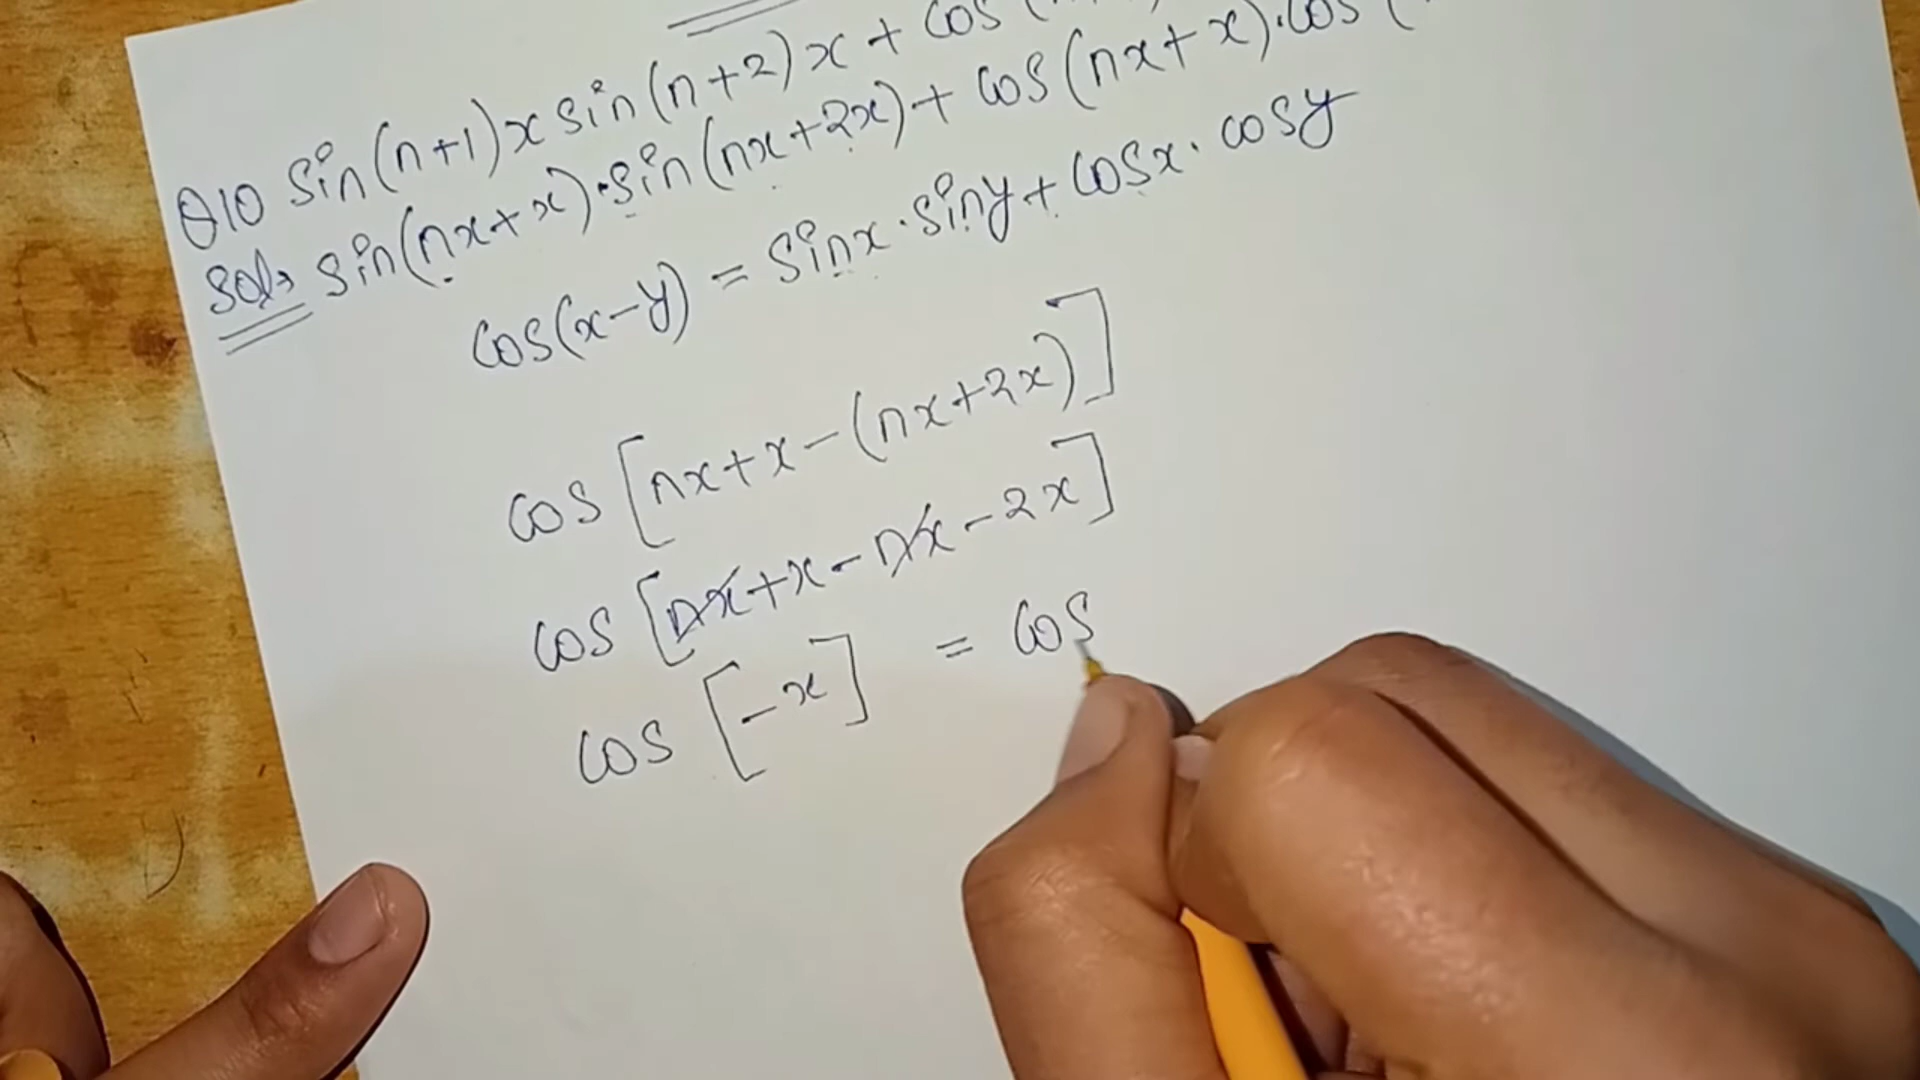 Q10 sin(n+1)x sin(n+2)x + cos(
Sol> sin(nx+x)·sin(nx+2x)+ cos(nx+x)·cos(
cos(x-y) = sinx·siny + cosx·cosy
cos [nx+x-(nx+2x)]
cos [nx+x-nx-2x]
cos [-x] = cos